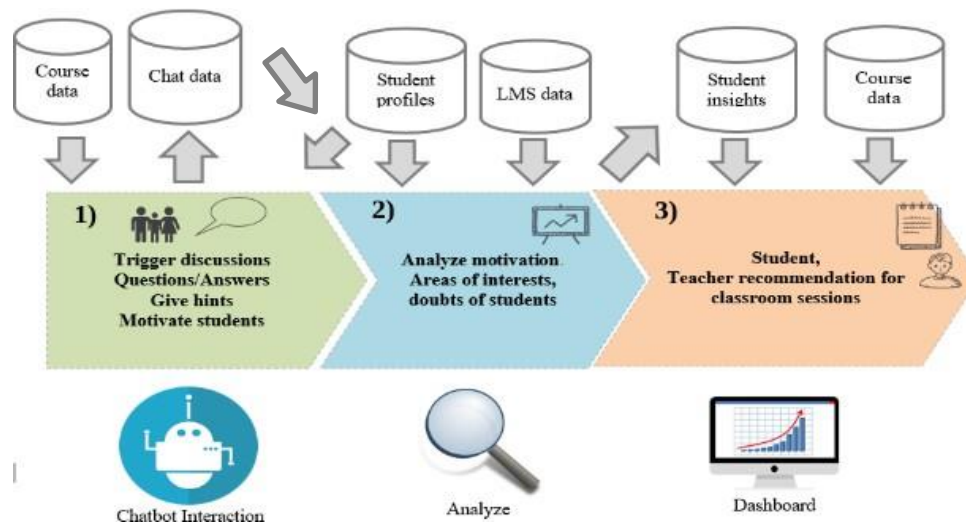 Course
data
Chat data
Student
profiles
LMS data
Student
insights
Course
data
1)
Trigger discussions
Questions/Answers
Give hints
Motivate students
2)
Analyze motivation.
Areas of interests,
doubts of students
3)
Student,
Teacher recommendation for
classroom sessions
Chatbot Interaction
Analyze
Dashboard